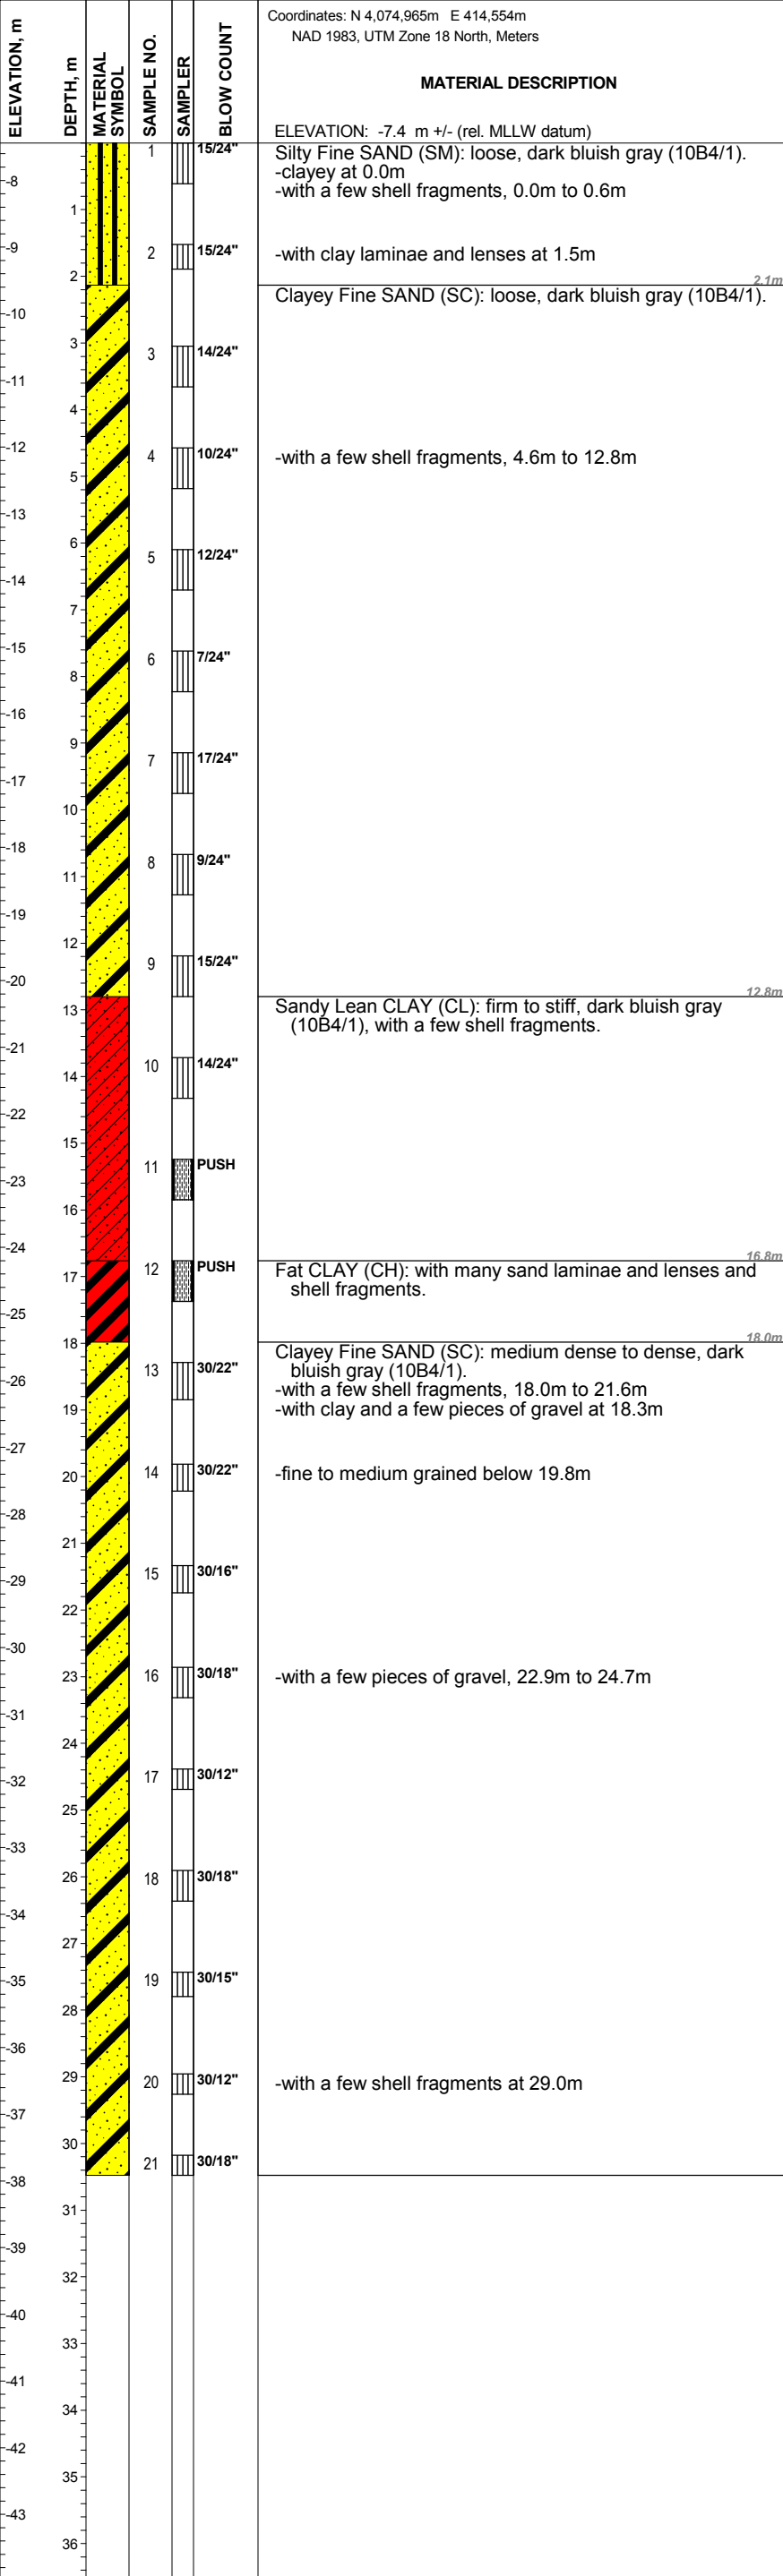 Coordinates: N 4,074,965m E 414,554m
NAD 1983, UTM Zone 18 North, Meters
ELEVATION, m
DEPTH, m
MATERIAL
SYMBOL
SAMPLE NO.
SAMPLER
BLOW COUNT
MATERIAL DESCRIPTION
ELEVATION: -7.4 m +/- (rel. MLLW datum)
1 15/24" Silty Fine SAND (SM): loose, dark bluish gray (10B4/1).
-8 -clayey at 0.0m
-with a few shell fragments, 0.0m to 0.6m
1
-9 2 15/24" -with clay laminae and lenses at 1.5m
2 2.1m
Clayey Fine SAND (SC): loose, dark bluish gray (10B4/1).
-10
3 3 14/24"
-11
4
-12 4 10/24" -with a few shell fragments, 4.6m to 12.8m
5
-13
6 5 12/24"
-14
7
-15 6 7/24"
8
-16
9 7 17/24"
-17
10
-18 8 9/24"
11
-19
12 9 15/24"
-20 12.8m
13 Sandy Lean CLAY (CL): firm to stiff, dark bluish gray
(10B4/1), with a few shell fragments.
-21
14 10 14/24"
-22
15
11 PUSH
-23
16
-24 16.8m
17 12 PUSH Fat CLAY (CH): with many sand laminae and lenses and
shell fragments.
-25
18 18.0m
Clayey Fine SAND (SC): medium dense to dense, dark
13 30/22" bluish gray (10B4/1).
-26 -with a few shell fragments, 18.0m to 21.6m
19 -with clay and a few pieces of gravel at 18.3m
-27
20 14 30/22" -fine to medium grained below 19.8m
-28
21
-29 15 30/16"
22
-30
23 16 30/18" -with a few pieces of gravel, 22.9m to 24.7m
-31
24
-32 17 30/12"
25
-33
26 18 30/18"
-34
27
-35 19 30/15"
28
-36
29 20 30/12" -with a few shell fragments at 29.0m
-37
30
21 30/18"
-38
31
-39
32
-40
33
-41
34
-42
35
-43
36